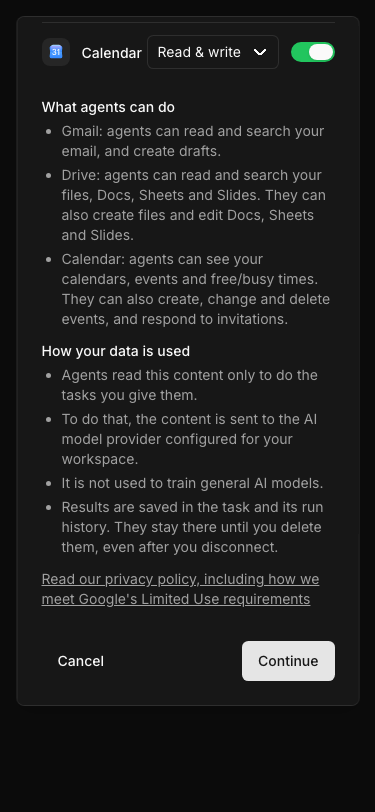 31
Calendar
Read & write
What agents can do
• Gmail: agents can read and search your
email, and create drafts.
• Drive: agents can read and search your
files, Docs, Sheets and Slides. They can
also create files and edit Docs, Sheets
and Slides.
• Calendar: agents can see your
calendars, events and free/busy times.
They can also create, change and delete
events, and respond to invitations.
How your data is used
• Agents read this content only to do the
tasks you give them.
• To do that, the content is sent to the AI
model provider configured for your
workspace.
• It is not used to train general AI models.
• Results are saved in the task and its run
history. They stay there until you delete
them, even after you disconnect.
Read our privacy policy, including how we
meet Google's Limited Use requirements
Cancel
Continue